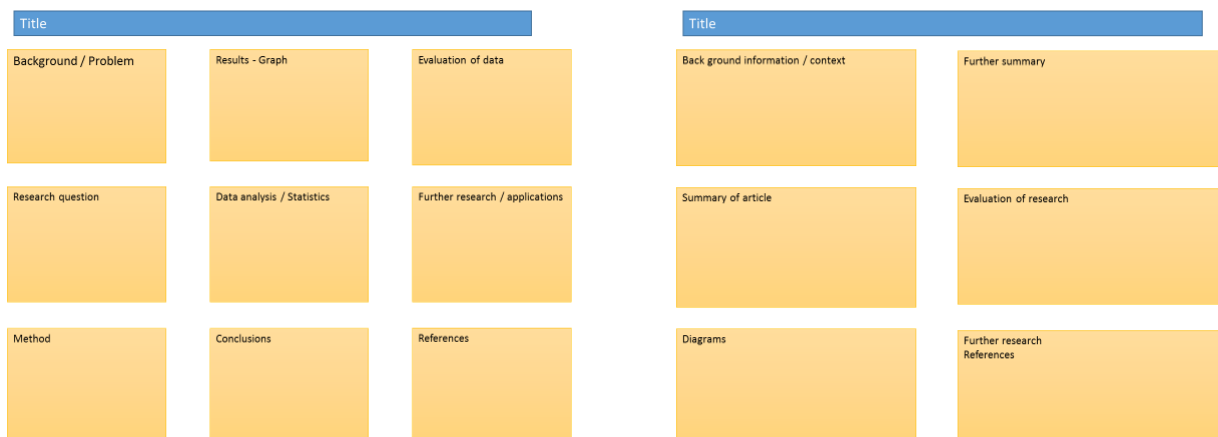 Title
Background / Problem
Research question
Method
Results - Graph
Data analysis / Statistics
Conclusions
Evaluation of data
Further research / applications
References
Title
Back ground information / context
Summary of article
Diagrams
Further summary
Evaluation of research
Further research
References